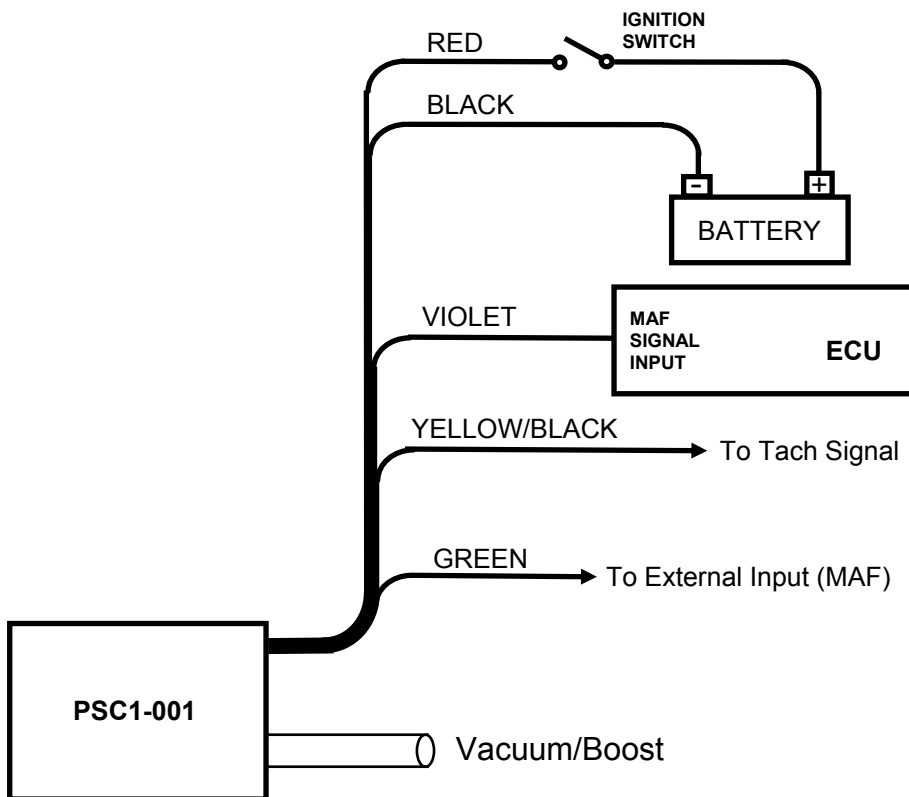 IGNITION
SWITCH
RED
BLACK
-
+
BATTERY
VIOLET
MAF
SIGNAL
INPUT
ECU
YELLOW/BLACK
To Tach Signal
GREEN
To External Input (MAF)
PSC1-001
Vacuum/Boost